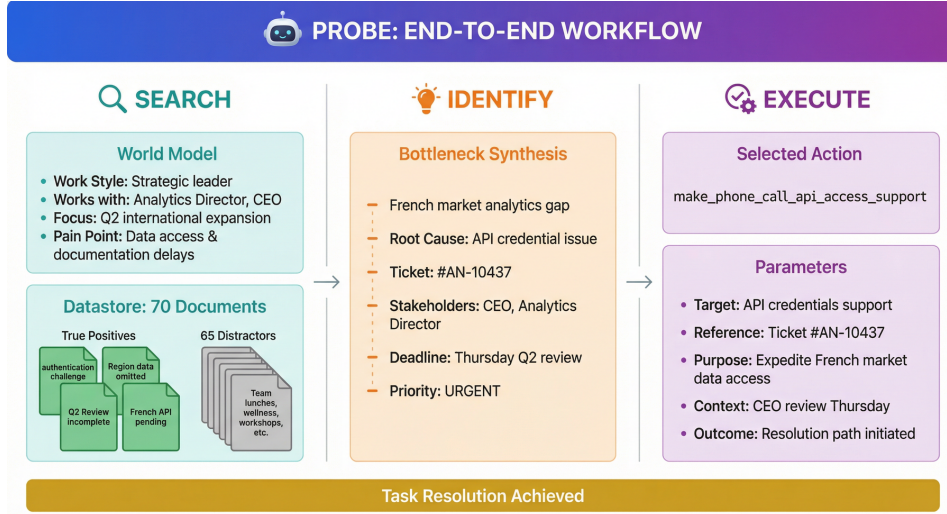 PROBE: END-TO-END WORKFLOW
SEARCH
World Model
• Work Style: Strategic leader
• Works with: Analytics Director, CEO
• Focus: Q2 international expansion
• Pain Point: Data access &
documentation delays
Datastore: 70 Documents
True Positives
authentication
challenge
Region data
omitted
Q2 Review
incomplete
French API
pending
65 Distractors
Team
lunches,
wellness,
workshops,
etc.
IDENTIFY
Bottleneck Synthesis
French market analytics gap
Root Cause: API credential issue
Ticket: #AN-10437
Stakeholders: CEO, Analytics
Director
Deadline: Thursday Q2 review
Priority: URGENT
EXECUTE
Selected Action
make_phone_call_api_access_support
Parameters
• Target: API credentials support
• Reference: Ticket #AN-10437
• Purpose: Expedite French market
data access
• Context: CEO review Thursday
• Outcome: Resolution path initiated
Task Resolution Achieved